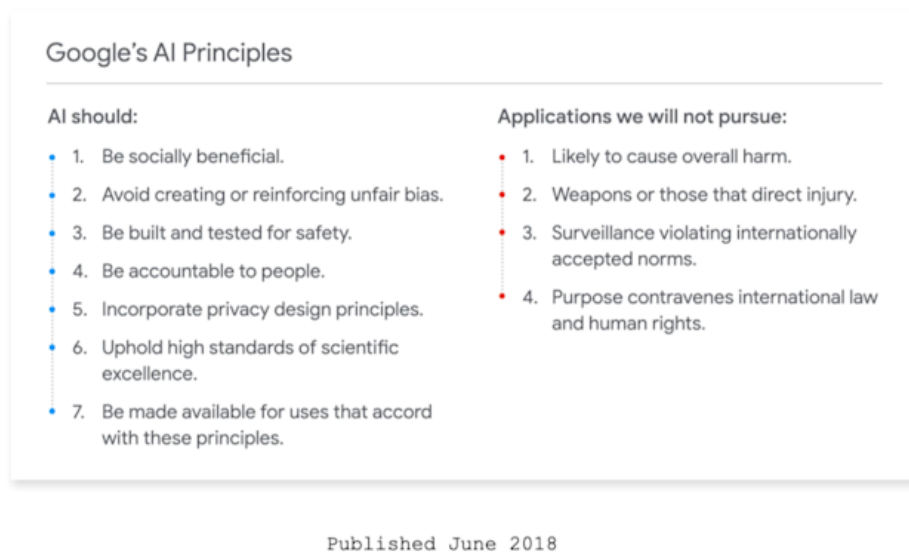 Google's AI Principles
AI should:
1. Be socially beneficial.
2. Avoid creating or reinforcing unfair bias.
3. Be built and tested for safety.
4. Be accountable to people.
5. Incorporate privacy design principles.
6. Uphold high standards of scientific
excellence.
7. Be made available for uses that accord
with these principles.
Applications we will not pursue:
1. Likely to cause overall harm.
2. Weapons or those that direct injury.
3. Surveillance violating internationally
accepted norms.
4. Purpose contravenes international law
and human rights.
Published June 2018